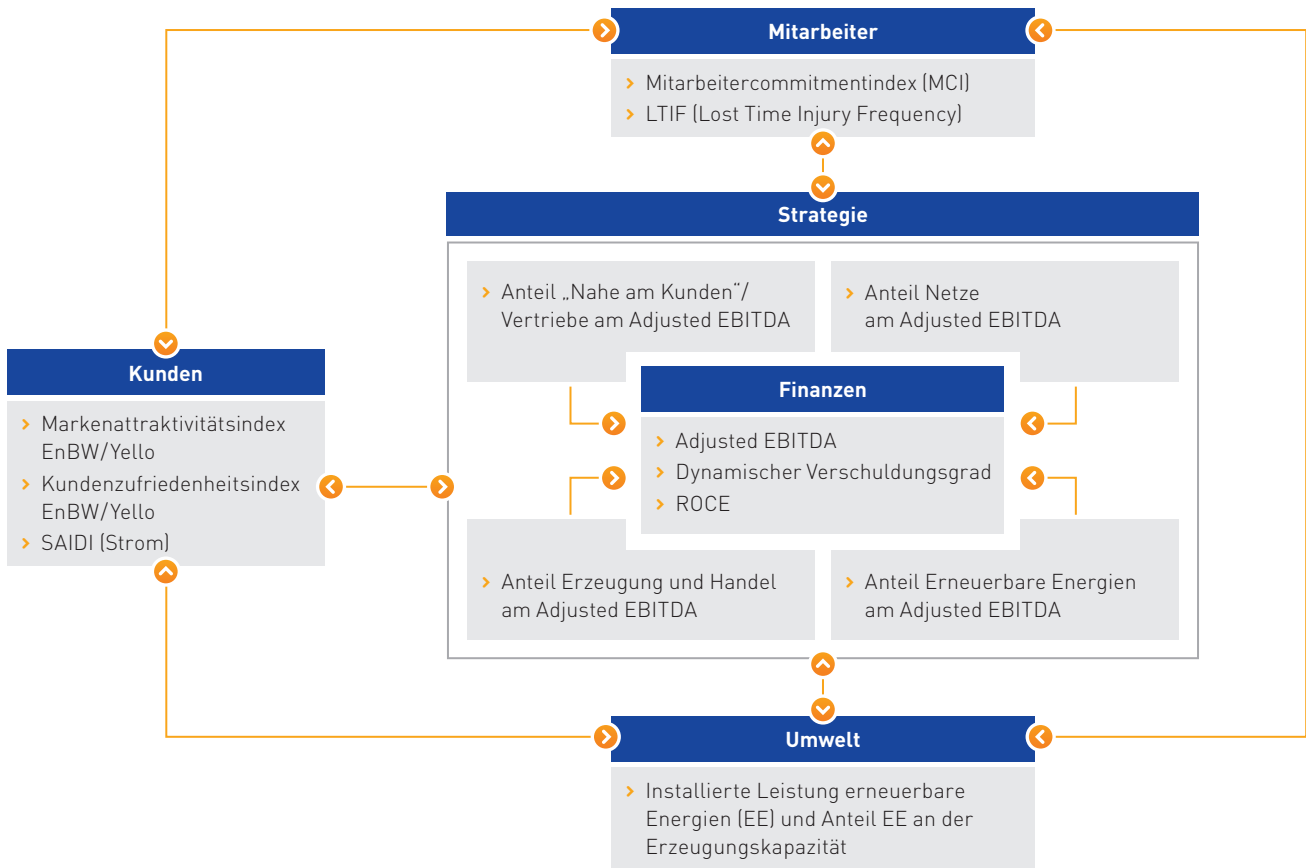 Mitarbeiter
Mitarbeitercommitmentindex (MCI)
LTIF (Lost Time Injury Frequency)
Strategie
Anteil „Nahe am Kunden“/
Vertriebe am Adjusted EBITDA
Anteil Netze
am Adjusted EBITDA
Kunden
Markenattraktivitätsindex
EnBW/Yello
Kundenzufriedenheitsindex
EnBW/Yello
SAIDI (Strom)
Finanzen
Adjusted EBITDA
Dynamischer Verschuldungsgrad
ROCE
Anteil Erzeugung und Handel
am Adjusted EBITDA
Anteil Erneuerbare Energien
am Adjusted EBITDA
Umwelt
Installierte Leistung erneuerbare
Energien (EE) und Anteil EE an der
Erzeugungskapazität